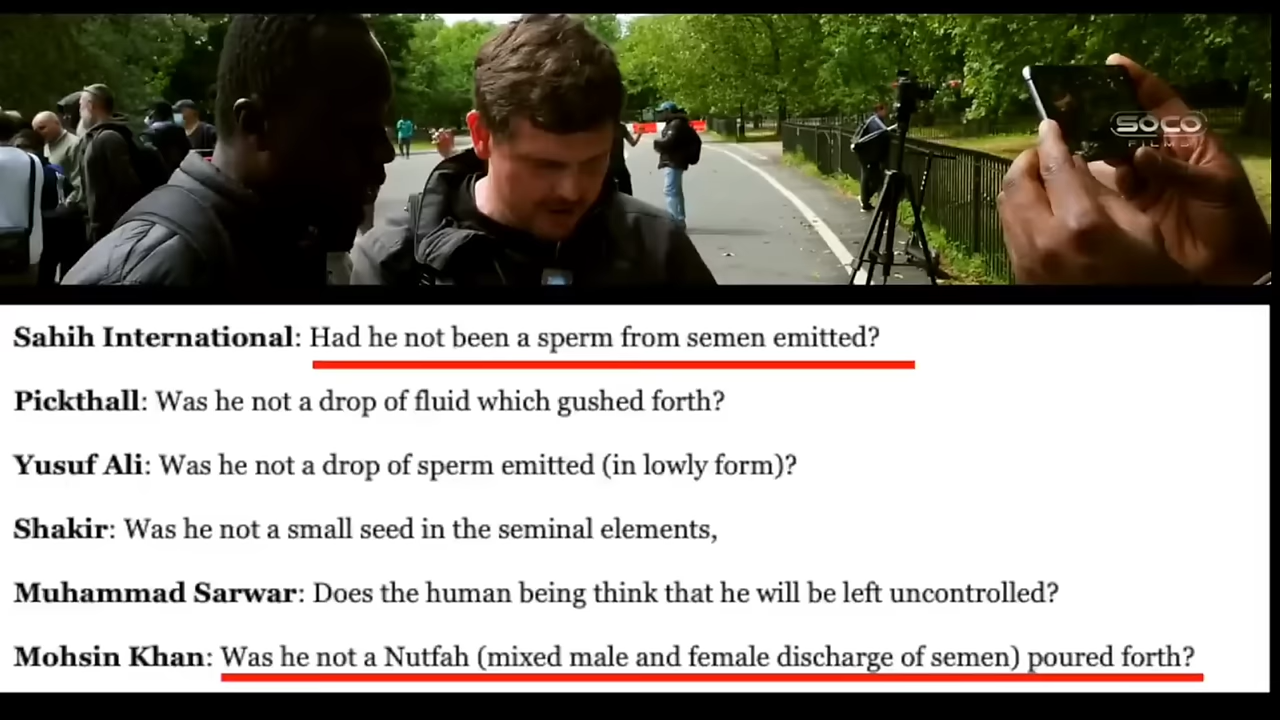 SOCO
FILMS
Sahih International: Had he not been a sperm from semen emitted?
Pickthall: Was he not a drop of fluid which gushed forth?
Yusuf Ali: Was he not a drop of sperm emitted (in lowly form)?
Shakir: Was he not a small seed in the seminal elements,
Muhammad Sarwar: Does the human being think that he will be left uncontrolled?
Mohsin Khan: Was he not a Nutfah (mixed male and female discharge of semen) poured forth?